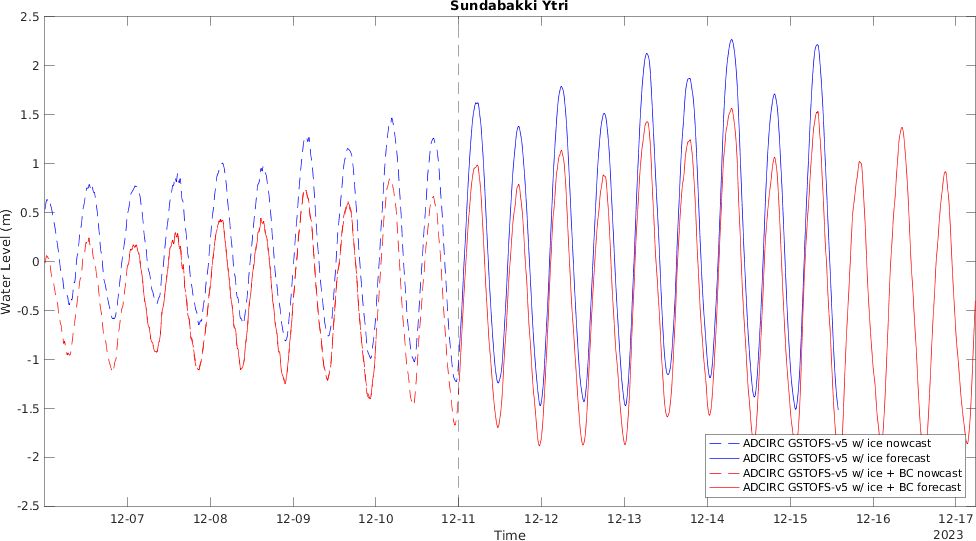 Sundabakki Ytri
2.5
2
1.5
1
0.5
0
-0.5
-1
-1.5
-2
-2.5
Water Level (m)
ADCIRC GSTOFS-v5 w/ ice nowcast
ADCIRC GSTOFS-v5 w/ ice forecast
ADCIRC GSTOFS-v5 w/ ice + BC nowcast
ADCIRC GSTOFS-v5 w/ ice + BC forecast
12-07 12-08 12-09 12-10 12-11 12-12 12-13 12-14 12-15 12-16 12-17
Time
2023